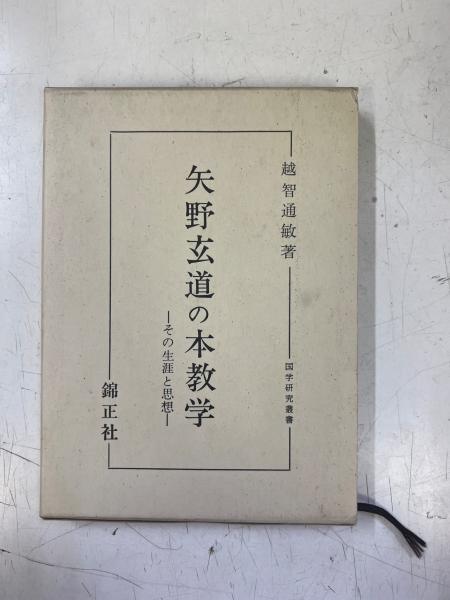 越智通敏著
国学研究叢書
矢野玄道の本教学
―その生涯と思想―
錦正社